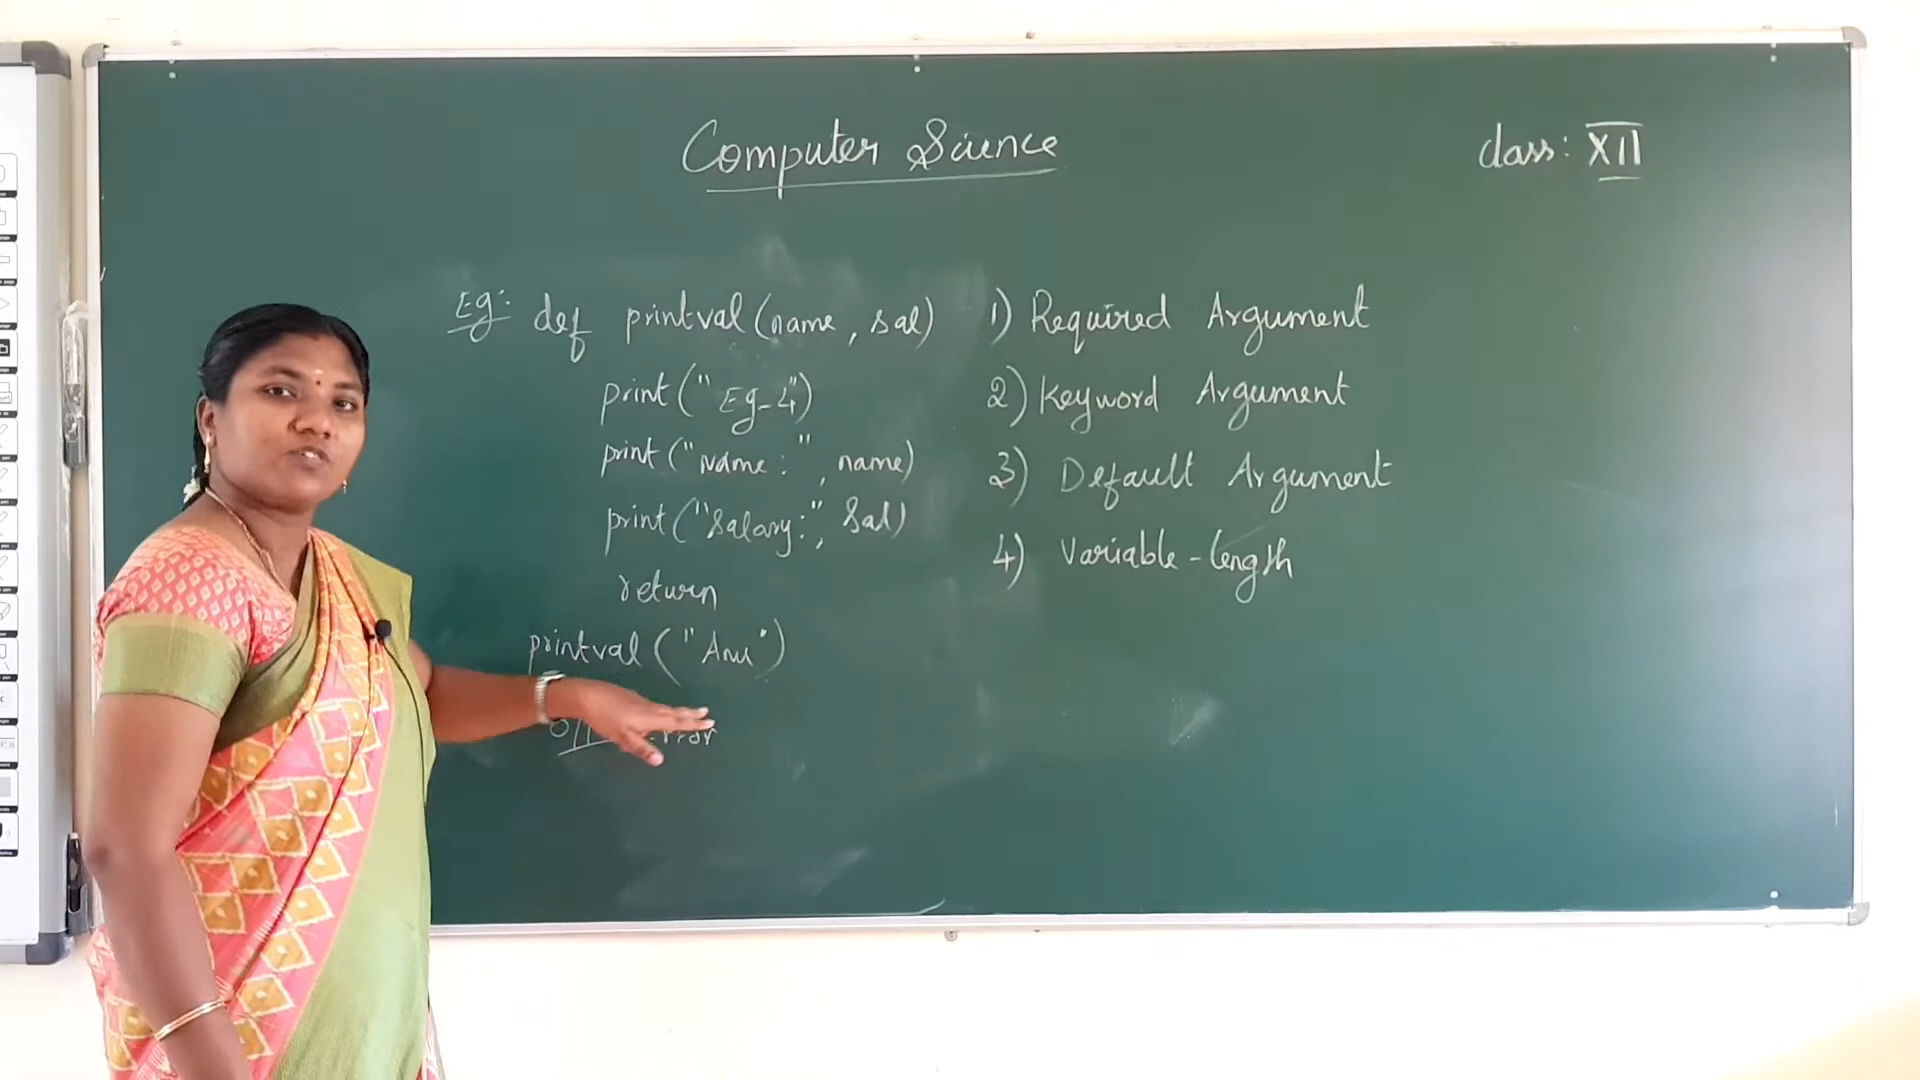 Computer Science
class: XII
Eg: def printval(name, sal)
print("Eg-4")
print("Name:", name)
print("Salary:", Sal)
return
printval("Anu")
1) Required Argument
2) Keyword Argument
3) Default Argument
4) Variable-length